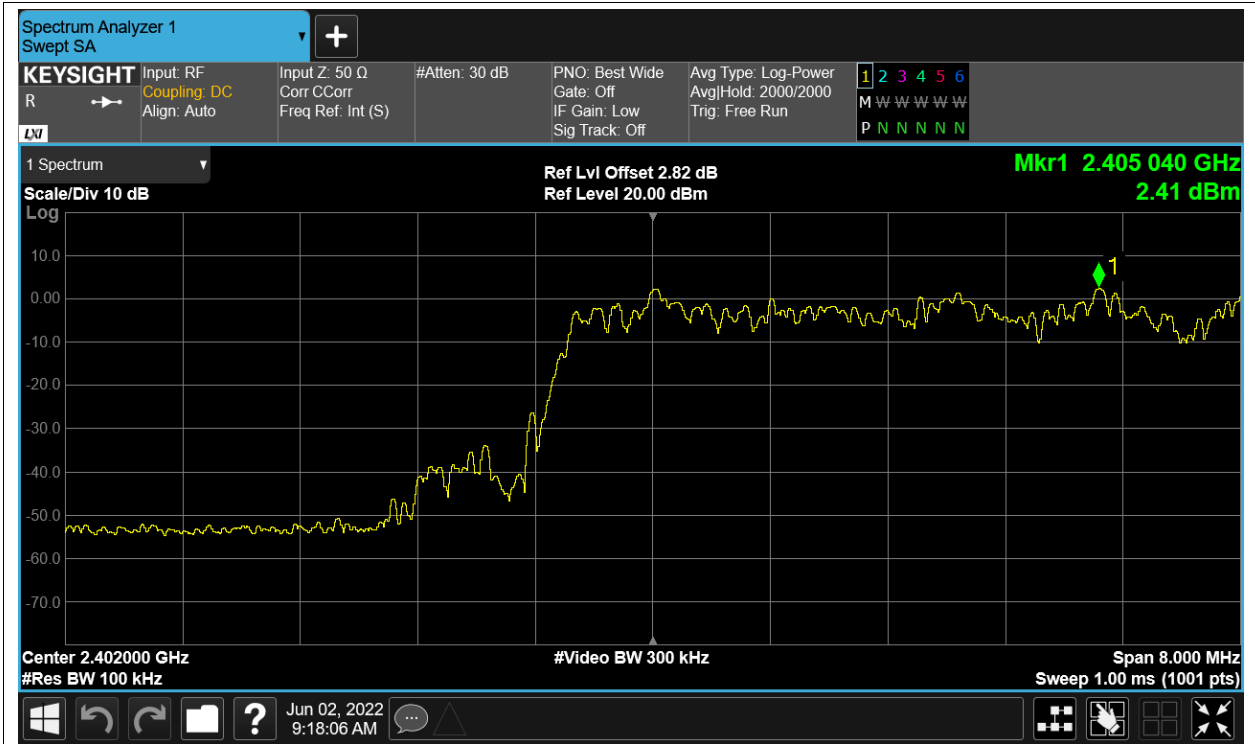 Spectrum Analyzer 1
Swept SA
KEYSIGHT
R
LXI
Input: RF
Coupling: DC
Align: Auto
Input Z: 50 Ω
Corr CCorr
Freq Ref: Int (S)
#Atten: 30 dB
PNO: Best Wide
Gate: Off
IF Gain: Low
Sig Track: Off
Avg Type: Log-Power
Avg|Hold: 2000/2000
Trig: Free Run
1 2 3 4 5 6
M W W W W W
P N N N N N
1 Spectrum
Scale/Div 10 dB
Ref Lvl Offset 2.82 dB
Ref Level 20.00 dBm
Mkr1 2.405 040 GHz
2.41 dBm
Log
10.0
0.00
-10.0
-20.0
-30.0
-40.0
-50.0
-60.0
-70.0
1
Center 2.402000 GHz
#Res BW 100 kHz
#Video BW 300 kHz
Span 8.000 MHz
Sweep 1.00 ms (1001 pts)
?
Jun 02, 2022
9:18:06 AM